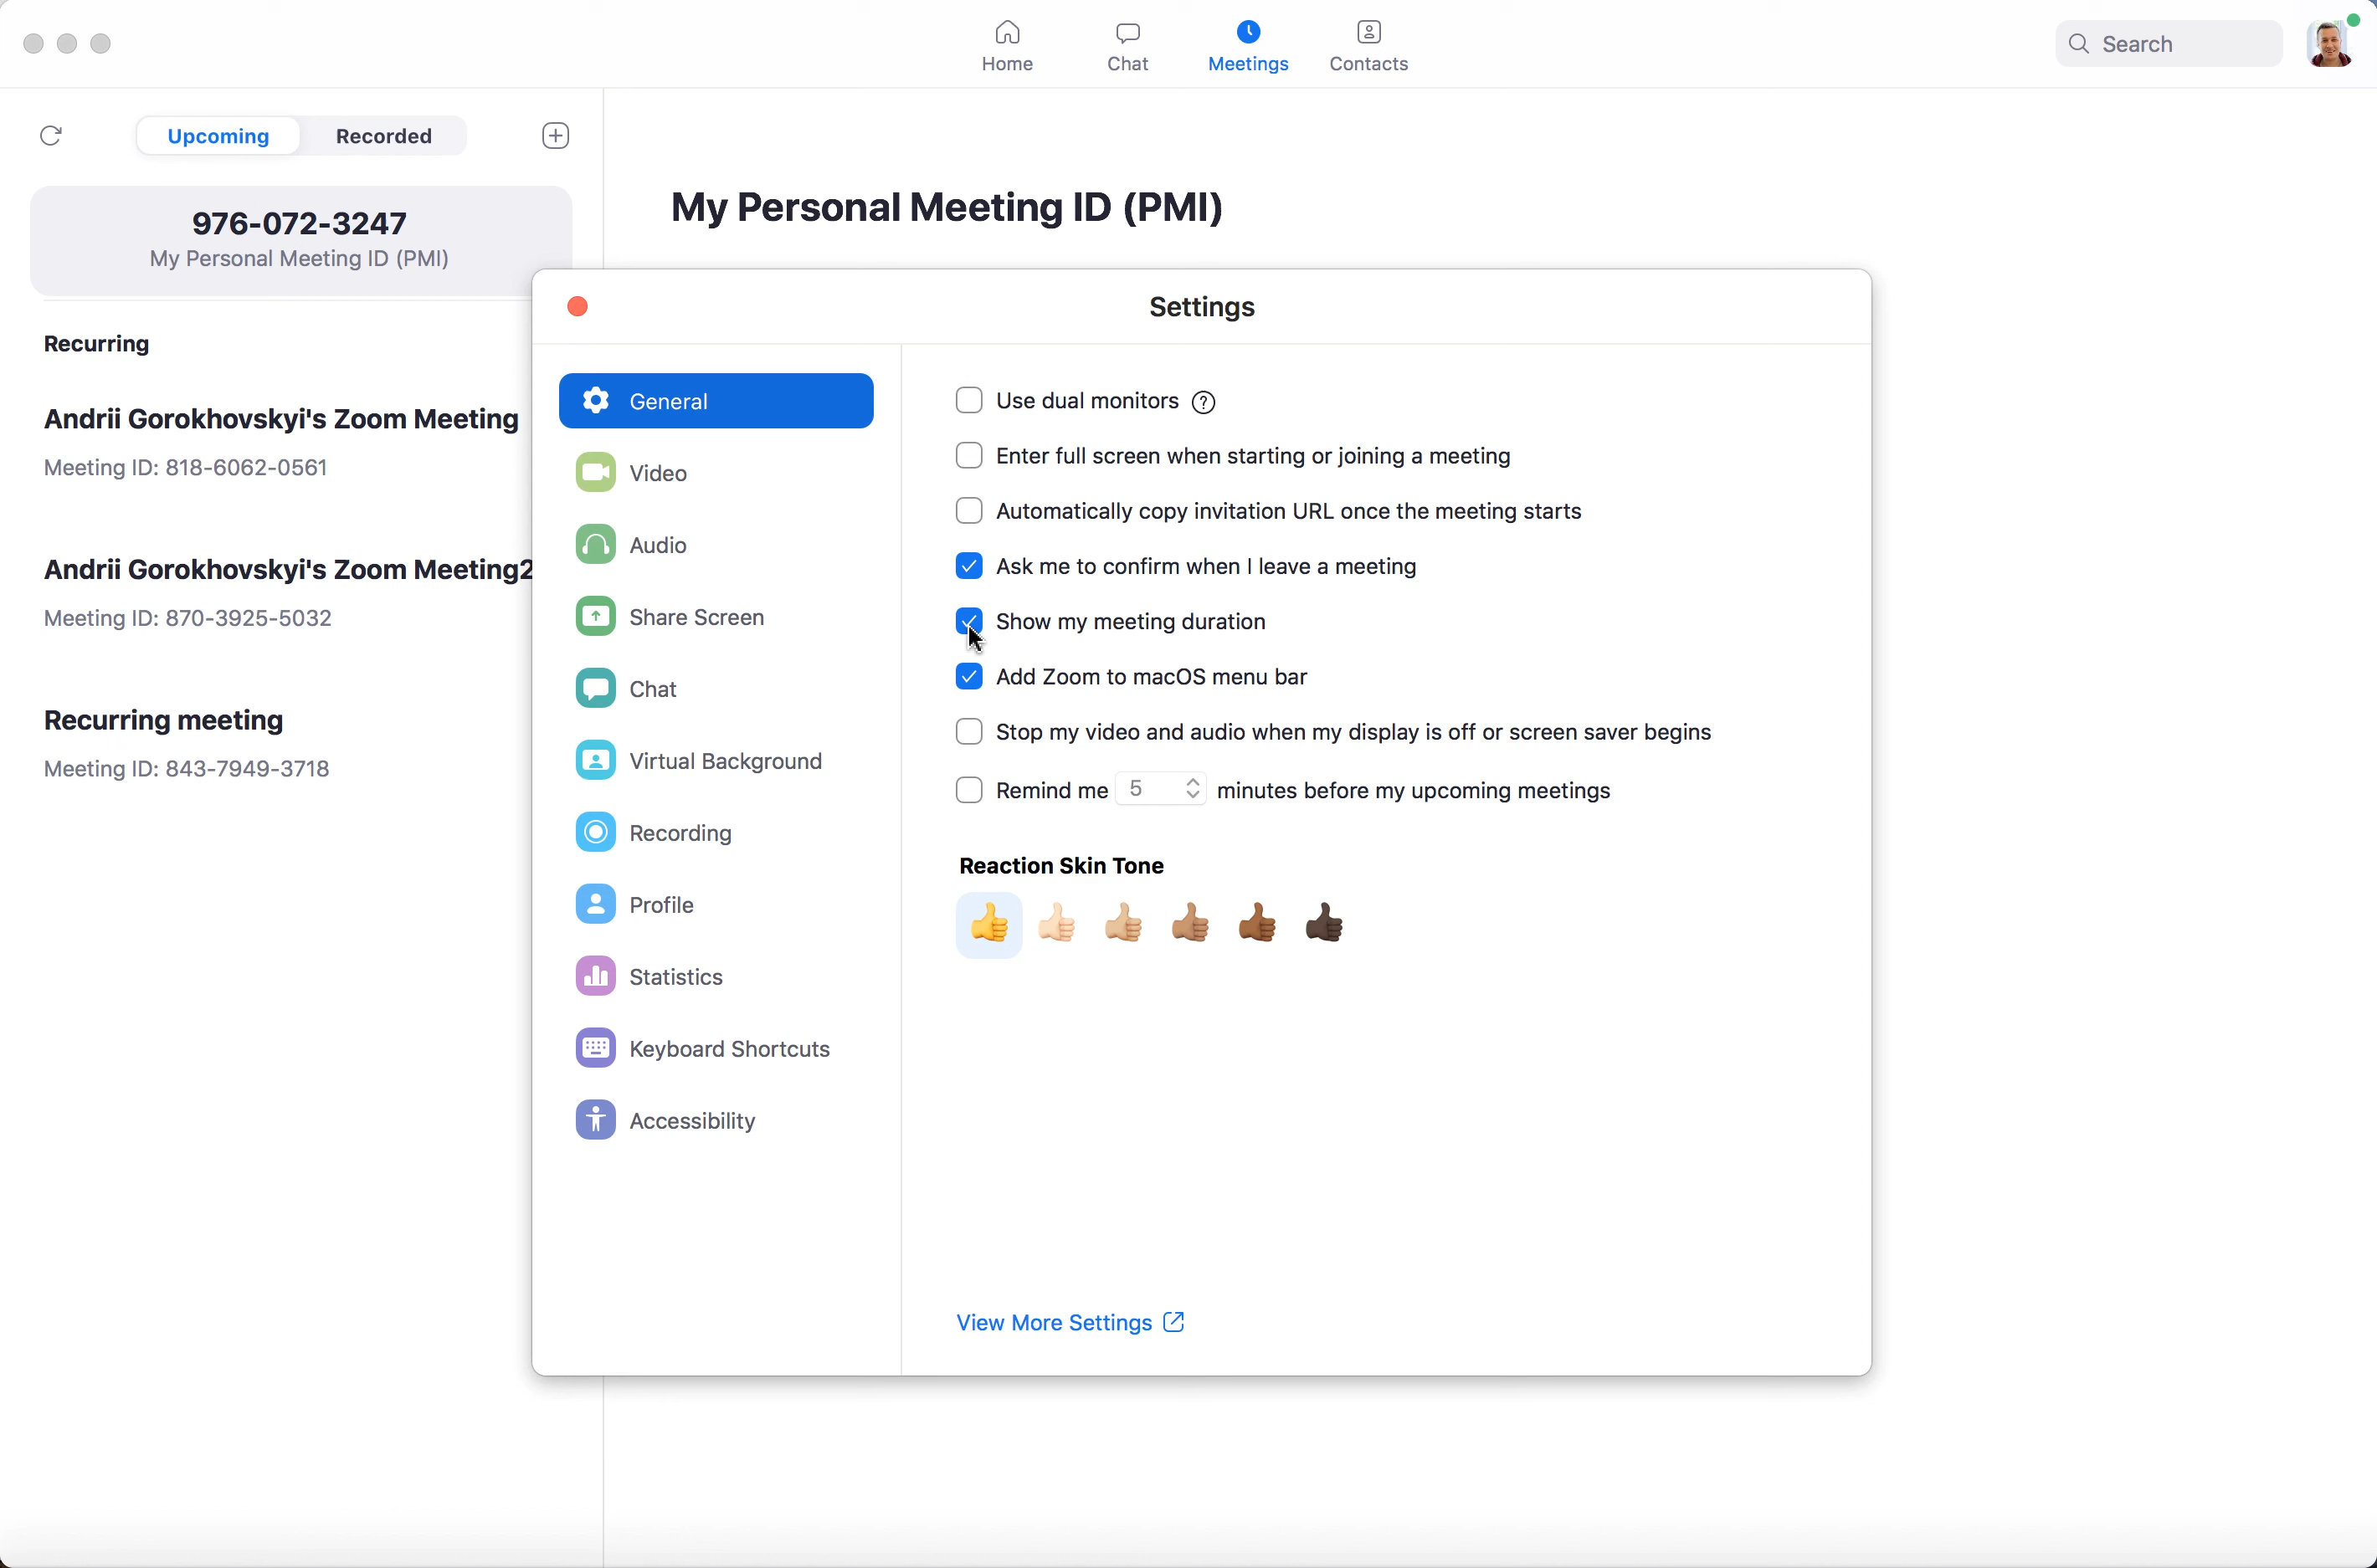 Home
Chat
Meetings
Contacts
Search
Upcoming
Recorded
976-072-3247
My Personal Meeting ID (PMI)
Recurring
Andrii Gorokhovskyi's Zoom Meeting
Meeting ID: 818-6062-0561
Andrii Gorokhovskyi's Zoom Meeting2
Meeting ID: 870-3925-5032
Recurring meeting
Meeting ID: 843-7949-3718
My Personal Meeting ID (PMI)
Settings
General
Video
Audio
Share Screen
Chat
Virtual Background
Recording
Profile
Statistics
Keyboard Shortcuts
Accessibility
Use dual monitors ?
Enter full screen when starting or joining a meeting
Automatically copy invitation URL once the meeting starts
Ask me to confirm when I leave a meeting
Show my meeting duration
Add Zoom to macOS menu bar
Stop my video and audio when my display is off or screen saver begins
Remind me 5 minutes before my upcoming meetings
Reaction Skin Tone
View More Settings